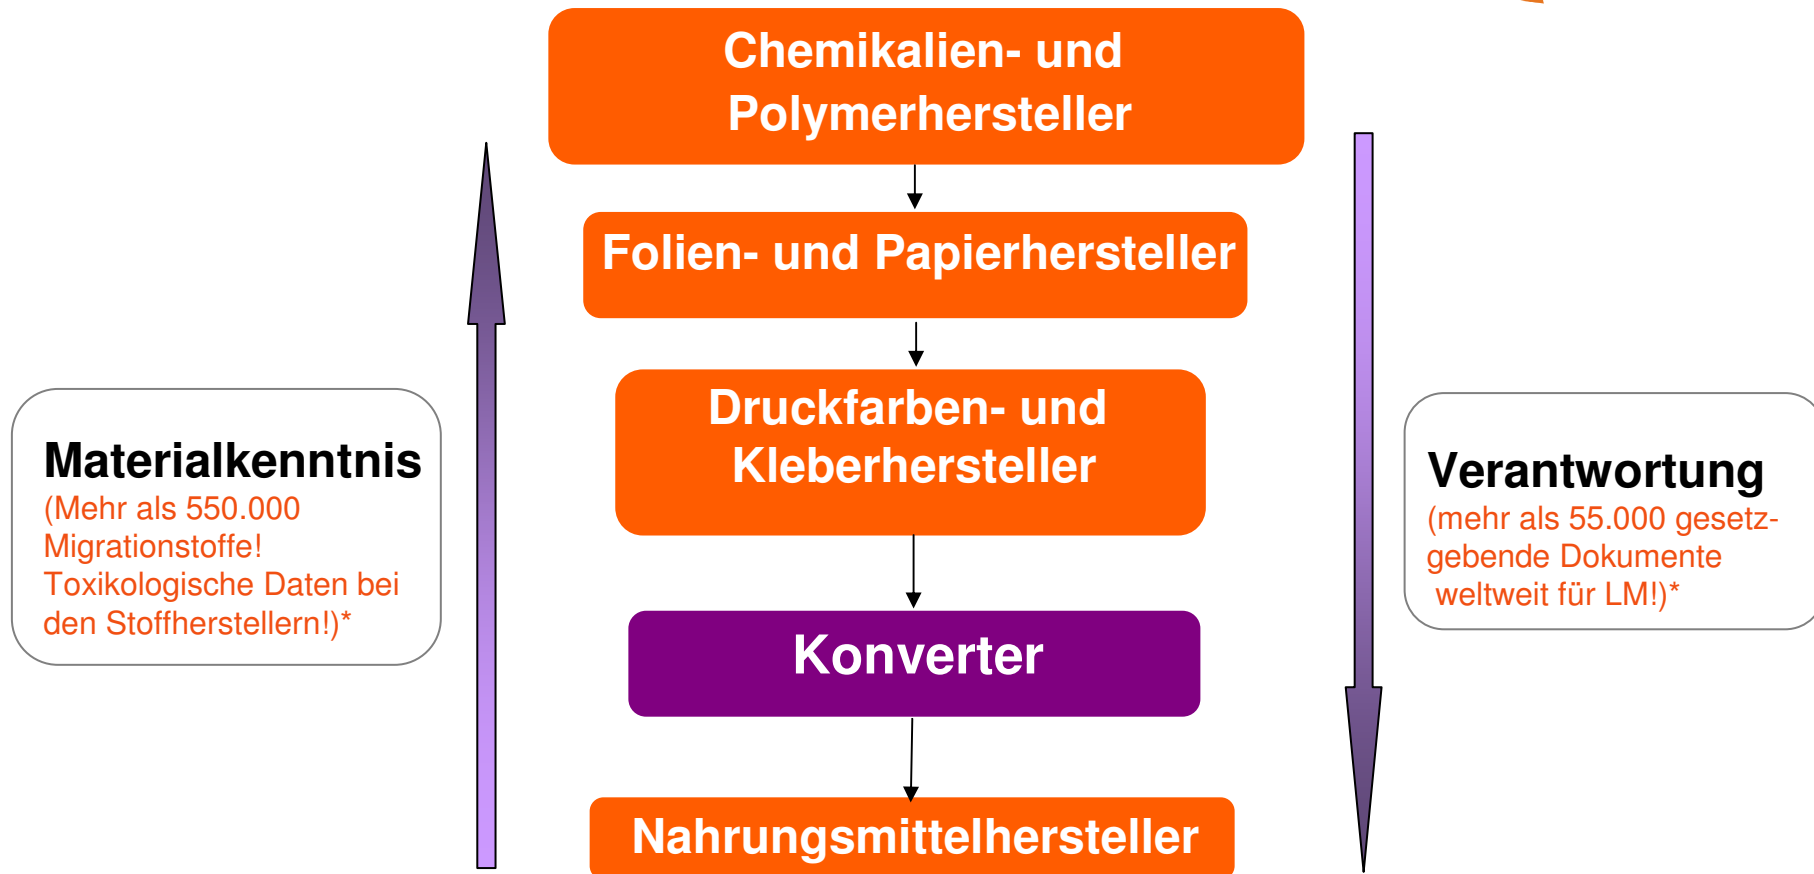 Chemikalien- und
Polymerhersteller
Folien- und Papierhersteller
Druckfarben- und
Kleberhersteller
Materialkenntnis
(Mehr als 550.000
Migrationstoffe!
Toxikologische Daten bei
den Stoffherstellern!)*
Verantwortung
(mehr als 55.000 gesetz-
gebende Dokumente
weltweit für LM!)*
Konverter
Nahrungsmittelhersteller